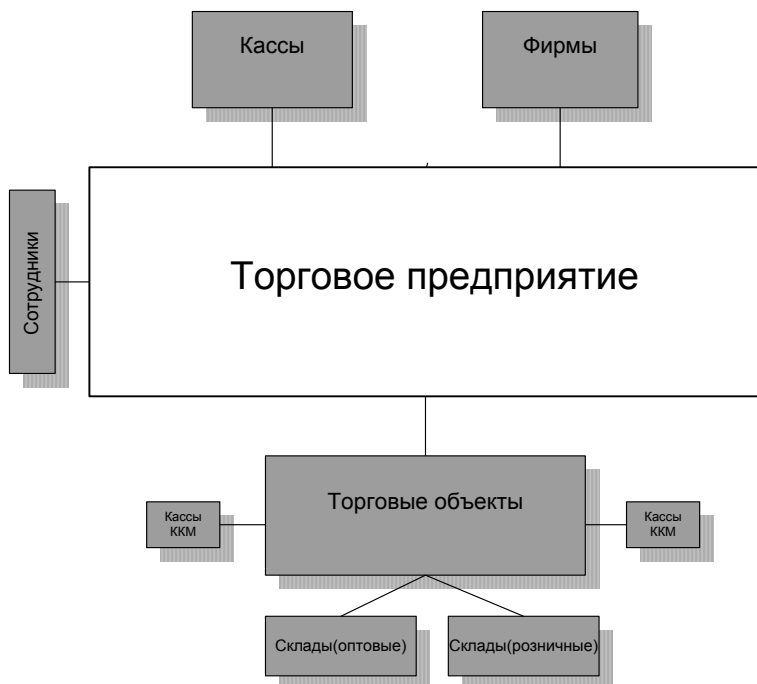 Кассы
Фирмы
Сотрудники
Торговое предприятие
Торговые объекты
Кассы
ККМ
Кассы
ККМ
Склады(оптовые)
Склады(розничные)